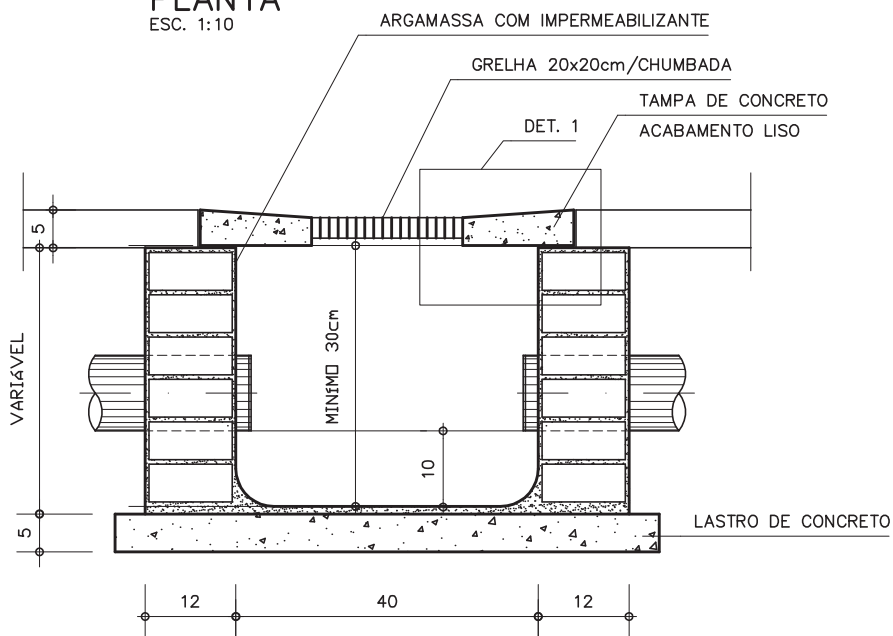 PLANTA
ESC. 1:10
ARGAMASSA COM IMPERMEABILIZANTE
GRELHA 20x20cm/CHUMBADA
TAMPA DE CONCRETO
ACABAMENTO LISO
DET. 1
5
VARIÁVEL
MINÍMO 30cm
10
5
LASTRO DE CONCRETO
12
40
12